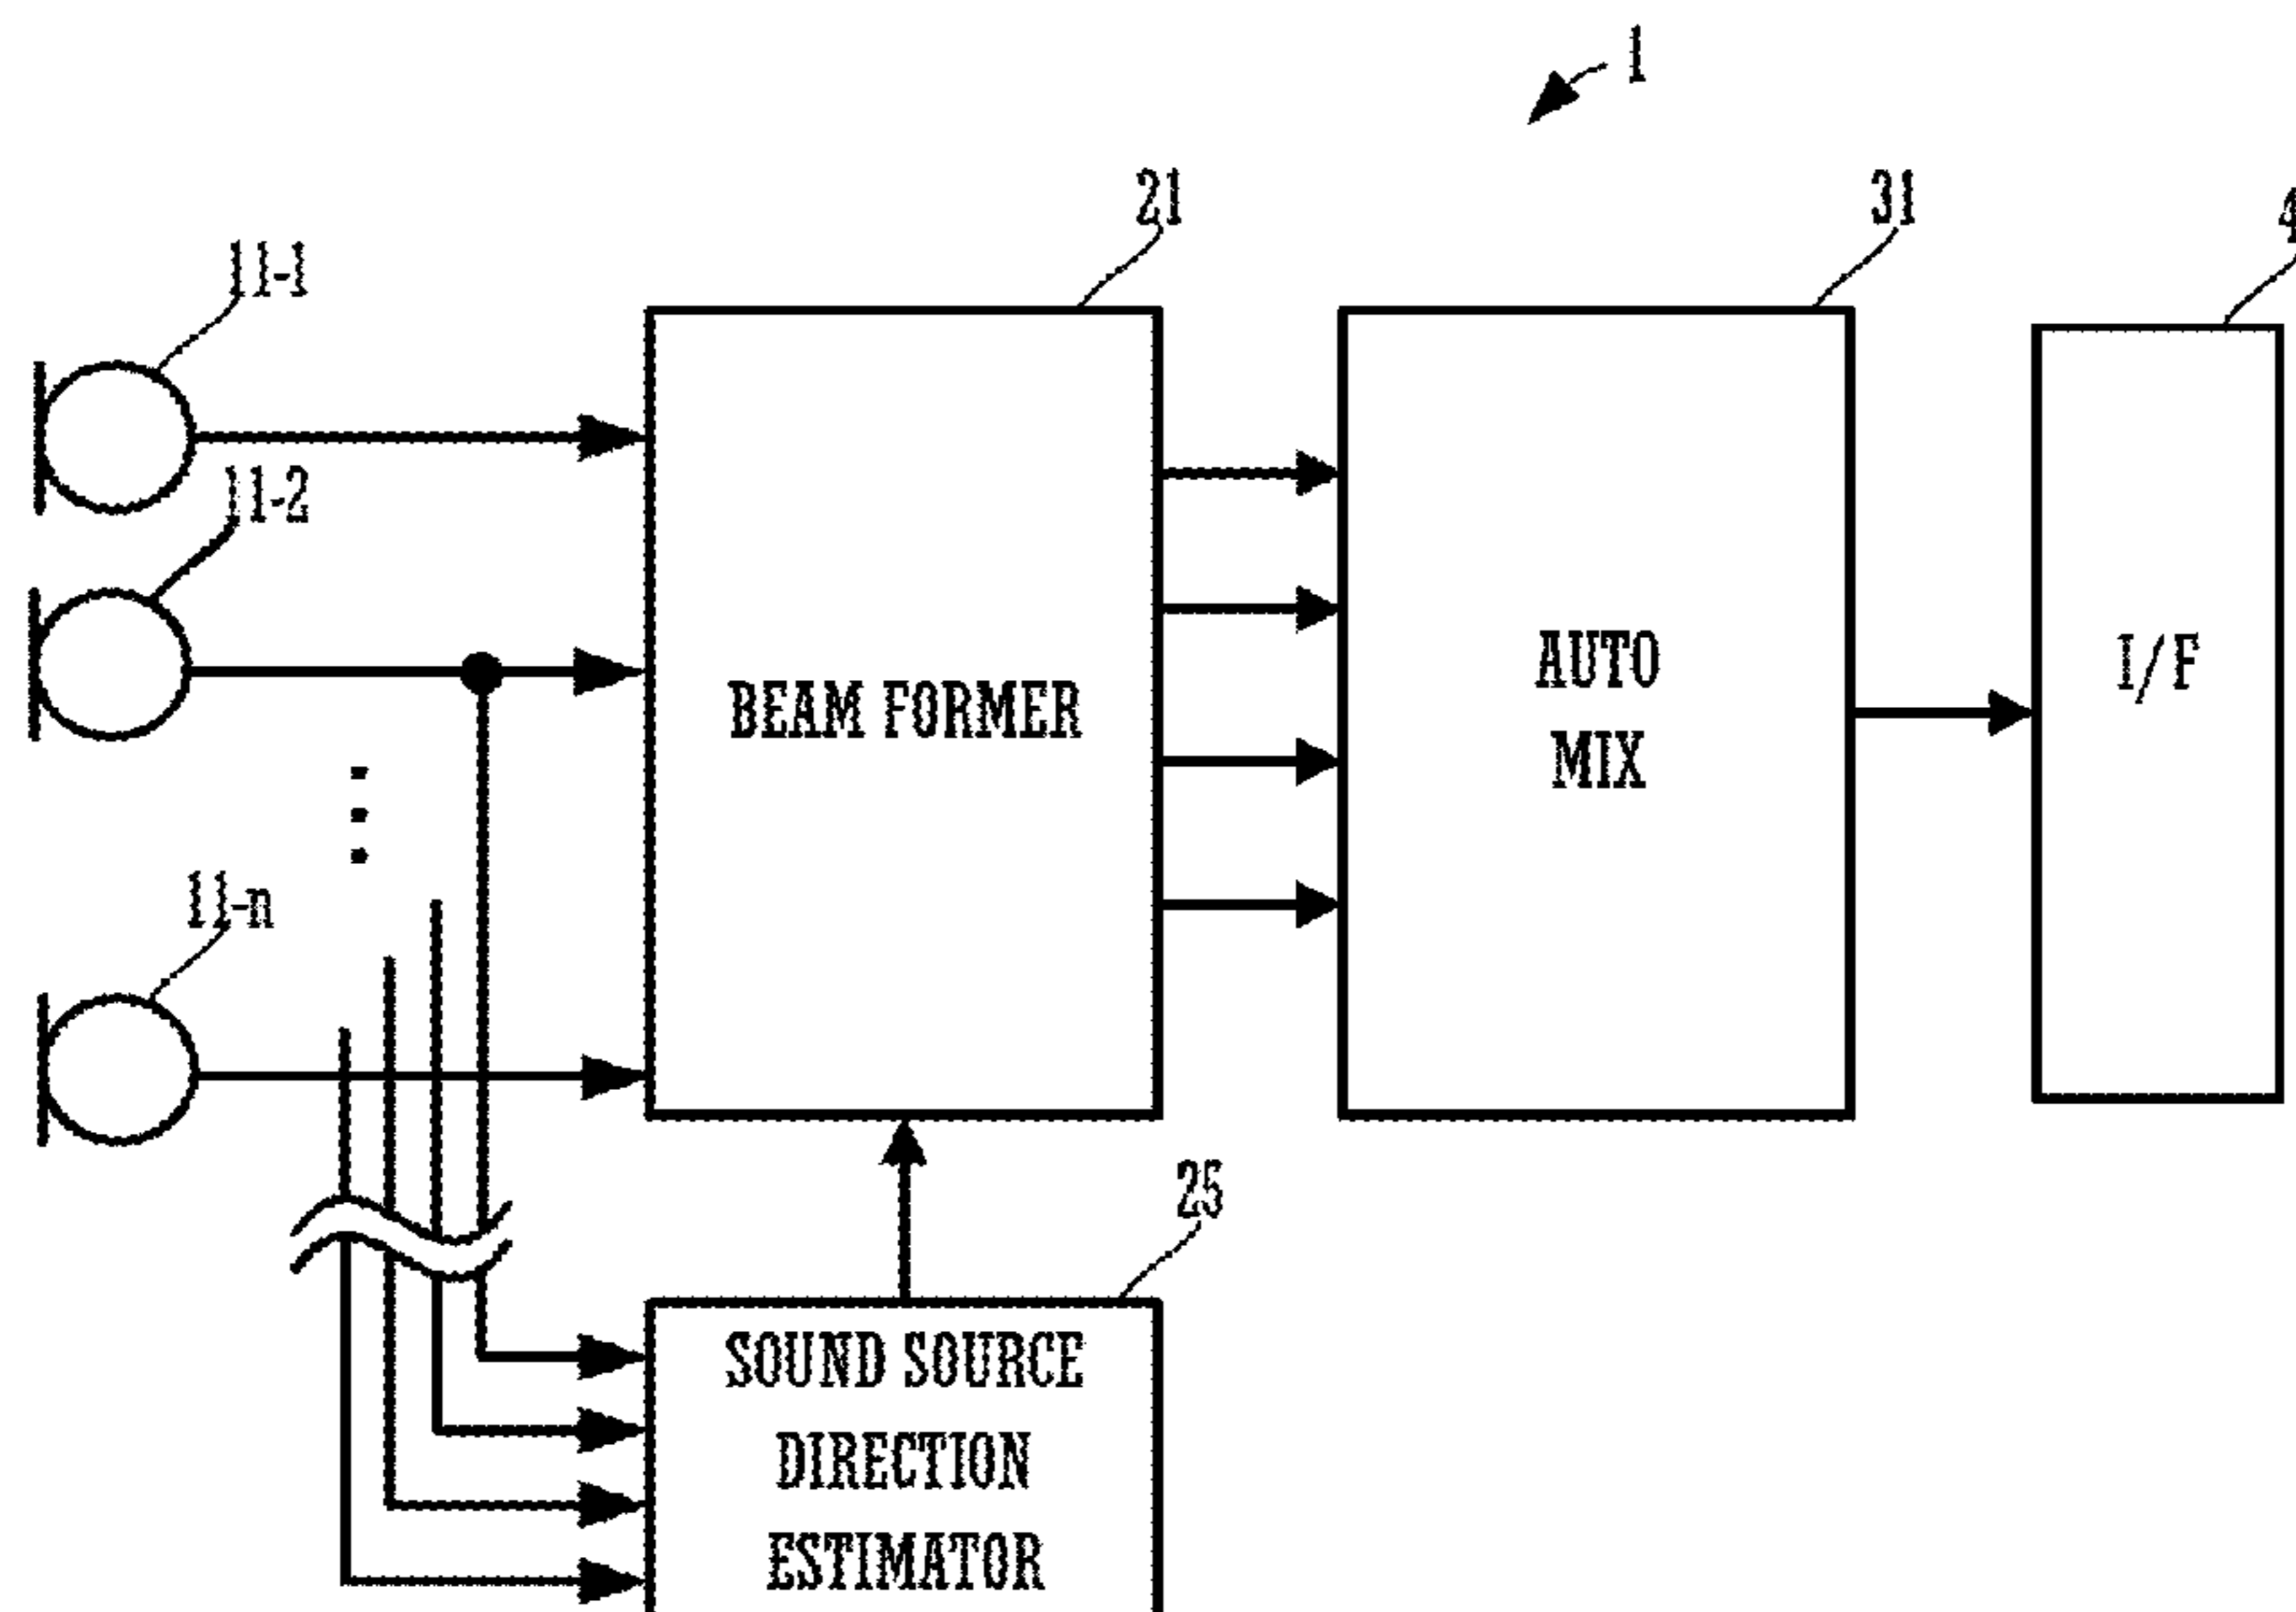 1
21
31
4
11-1
11-2
11-n
BEAM FORMER
AUTO
MIX
I/F
25
SOUND SOURCE
DIRECTION
ESTIMATOR